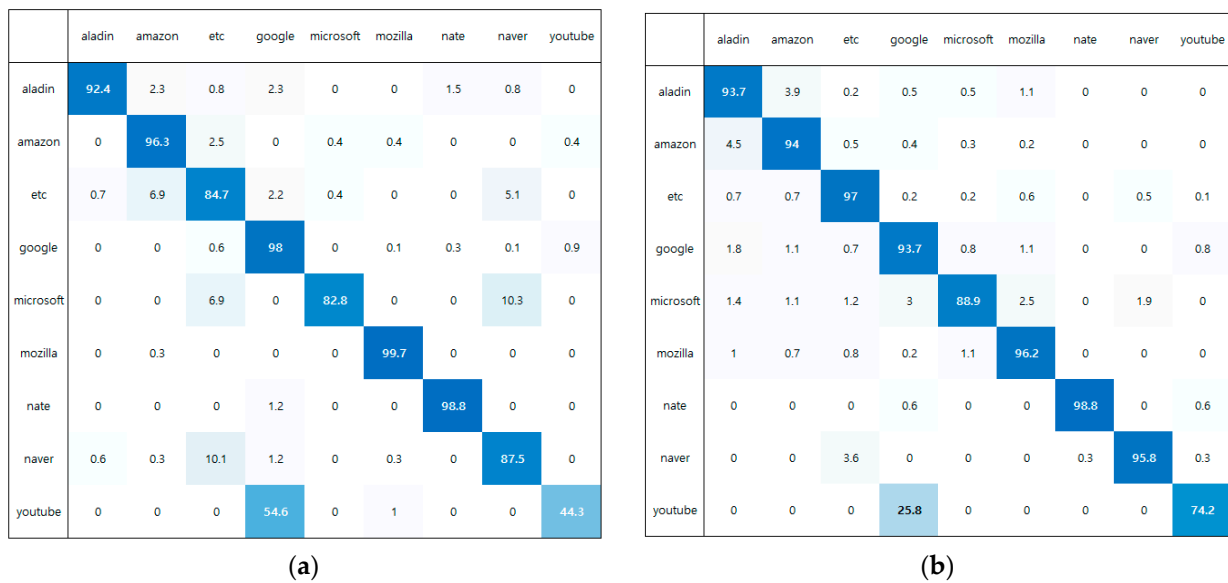 aladin amazon etc google microsoft mozilla nate naver youtube
aladin 92.4 2.3 0.8 2.3 0 0 1.5 0.8 0
amazon 0 96.3 2.5 0 0.4 0.4 0 0 0.4
etc 0.7 6.9 84.7 2.2 0.4 0 0 5.1 0
google 0 0 0.6 98 0 0.1 0.3 0.1 0.9
microsoft 0 0 6.9 0 82.8 0 0 10.3 0
mozilla 0 0.3 0 0 0 99.7 0 0 0
nate 0 0 0 1.2 0 0 98.8 0 0
naver 0.6 0.3 10.1 1.2 0 0.3 0 87.5 0
youtube 0 0 0 54.6 0 1 0 0 44.3
(a)
aladin amazon etc google microsoft mozilla nate naver youtube
aladin 93.7 3.9 0.2 0.5 0.5 1.1 0 0 0
amazon 4.5 94 0.5 0.4 0.3 0.2 0 0 0
etc 0.7 0.7 97 0.2 0.2 0.6 0 0.5 0.1
google 1.8 1.1 0.7 93.7 0.8 1.1 0 0 0.8
microsoft 1.4 1.1 1.2 3 88.9 2.5 0 1.9 0
mozilla 1 0.7 0.8 0.2 1.1 96.2 0 0 0
nate 0 0 0 0.6 0 0 98.8 0 0.6
naver 0 0 3.6 0 0 0 0.3 95.8 0.3
youtube 0 0 0 25.8 0 0 0 0 74.2
(b)